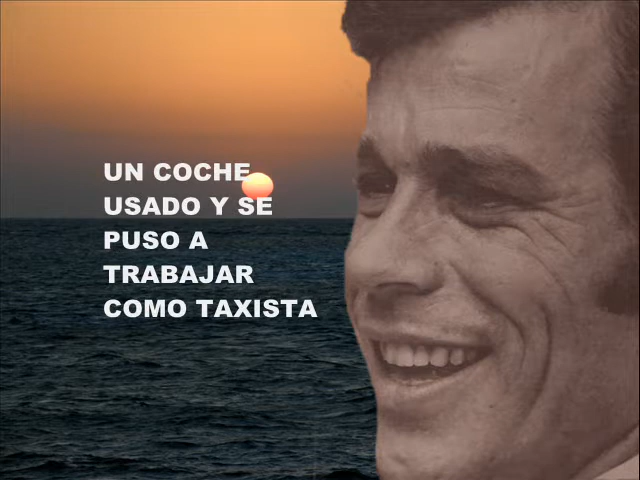 UN COCHE
USADO Y SE
PUSO A
TRABAJAR
COMO TAXISTA